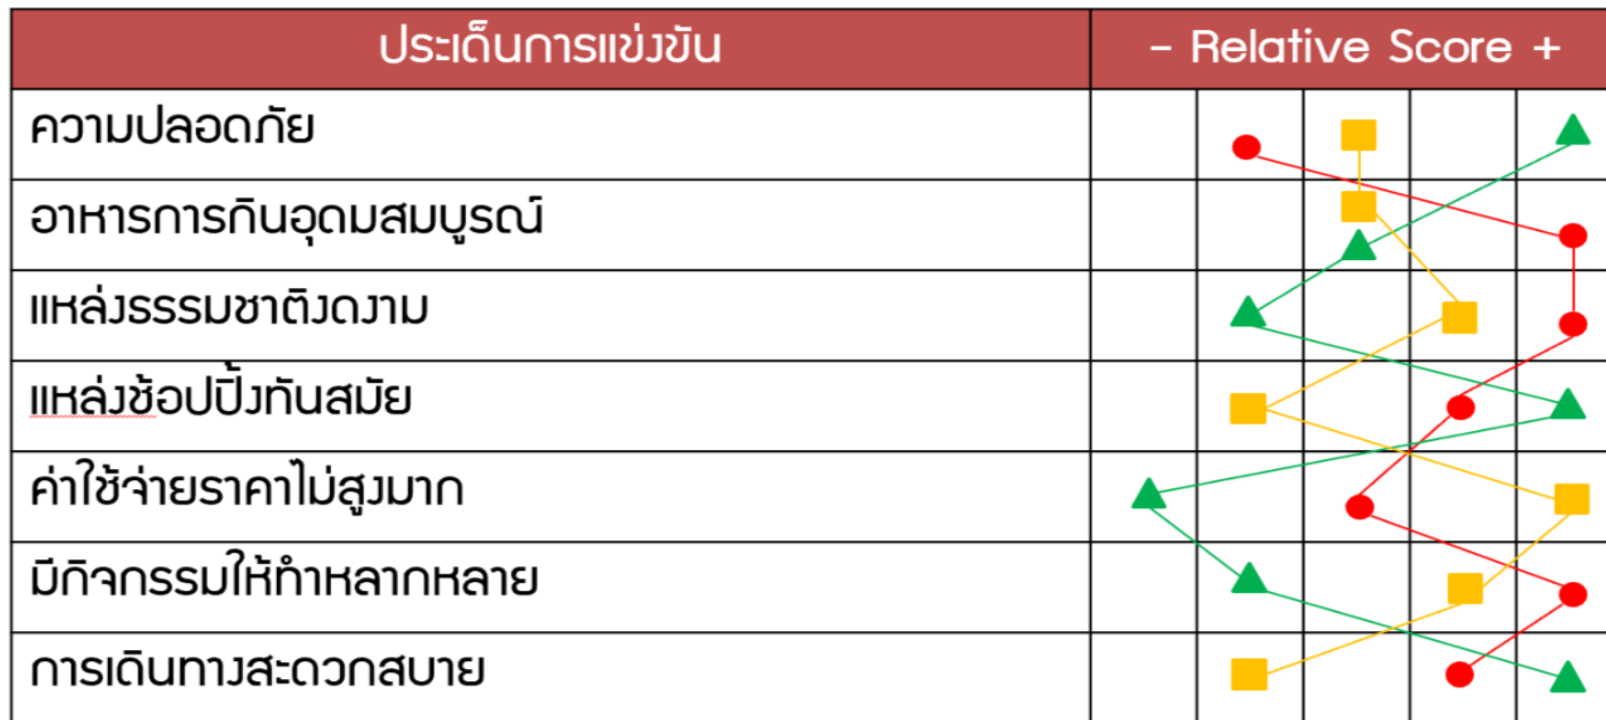 ประเด็นการแข่งขัน
- Relative Score +
ความปลอดภัย
อาหารการกินอุดมสมบูรณ์
แหล่งธรรมชาติงดงาม
แหล่งช้อปปิ้งทันสมัย
ค่าใช้จ่ายราคาไม่สูงมาก
มีกิจกรรมให้ทำหลากหลาย
การเดินทางสะดวกสบาย